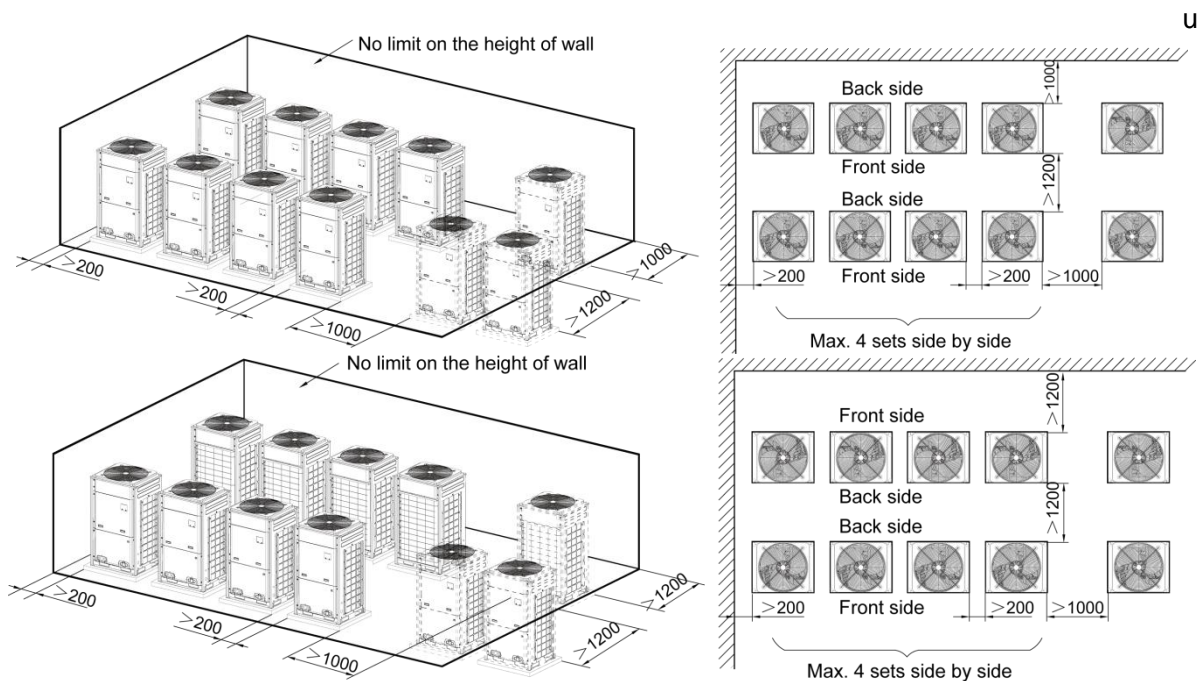 u
No limit on the height of wall
>200
>200
>1000
>1200
>1000
Back side
Front side
Back side
Front side
>1000
>1200
>200
>200
>1000
Max. 4 sets side by side
No limit on the height of wall
>200
>200
>1000
>1200
>1200
Front side
Back side
Back side
Front side
>1200
>1200
>200
>200
>1000
Max. 4 sets side by side